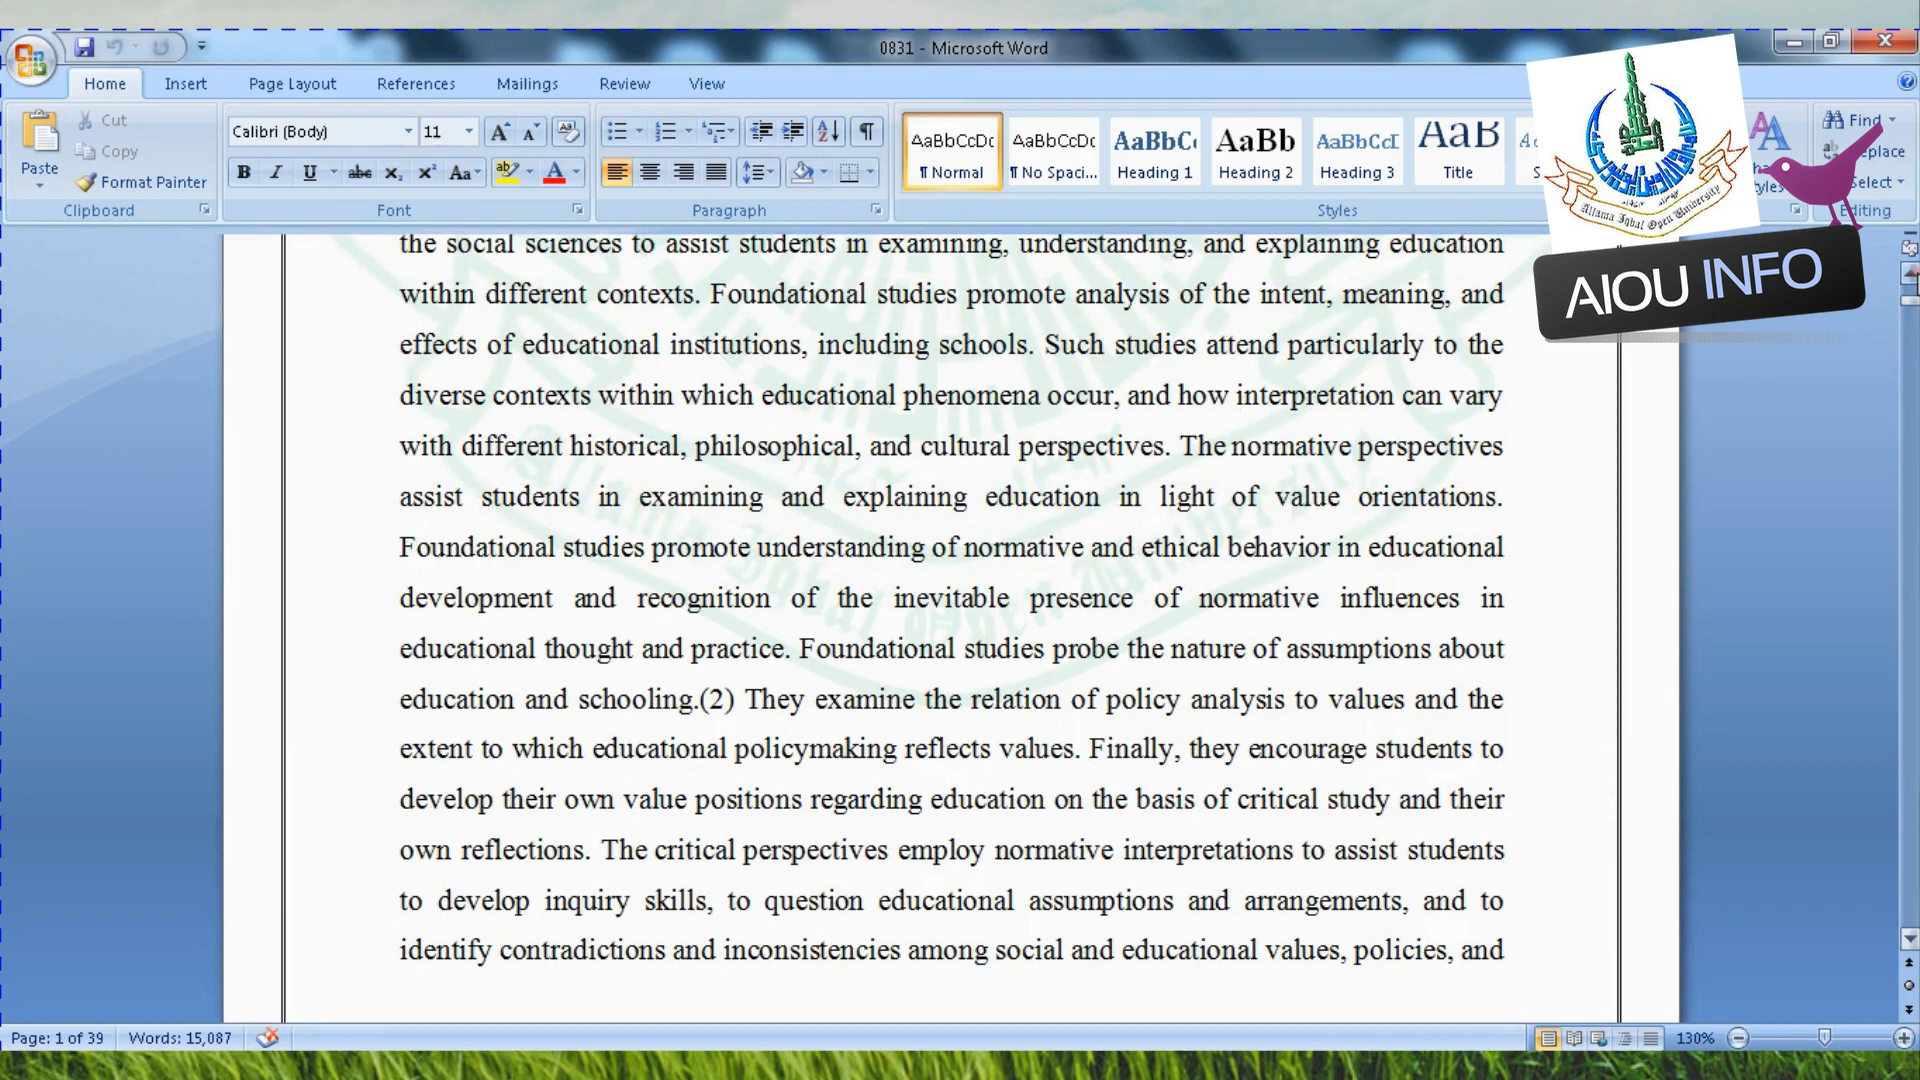 0831 - Microsoft Word
Home Insert Page Layout References Mailings Review View
Paste
Cut
Copy
Format Painter
Clipboard
Calibri (Body) 11
B I U abc x₂ x² Aa
Font
Paragraph
AaBbCcDc AaBbCcDc AaBbC AaBb AaBbCcI AaB
¶ Normal ¶ No Spaci... Heading 1 Heading 2 Heading 3 Title
Styles
Find
Select
Editing
Allama Iqbal Open University
AIOU INFO
the social sciences to assist students in examining, understanding, and explaining education
within different contexts. Foundational studies promote analysis of the intent, meaning, and
effects of educational institutions, including schools. Such studies attend particularly to the
diverse contexts within which educational phenomena occur, and how interpretation can vary
with different historical, philosophical, and cultural perspectives. The normative perspectives
assist students in examining and explaining education in light of value orientations.
Foundational studies promote understanding of normative and ethical behavior in educational
development and recognition of the inevitable presence of normative influences in
educational thought and practice. Foundational studies probe the nature of assumptions about
education and schooling.(2) They examine the relation of policy analysis to values and the
extent to which educational policymaking reflects values. Finally, they encourage students to
develop their own value positions regarding education on the basis of critical study and their
own reflections. The critical perspectives employ normative interpretations to assist students
to develop inquiry skills, to question educational assumptions and arrangements, and to
identify contradictions and inconsistencies among social and educational values, policies, and
Allama Iqbal Open University
Page: 1 of 39 Words: 15,087 130%